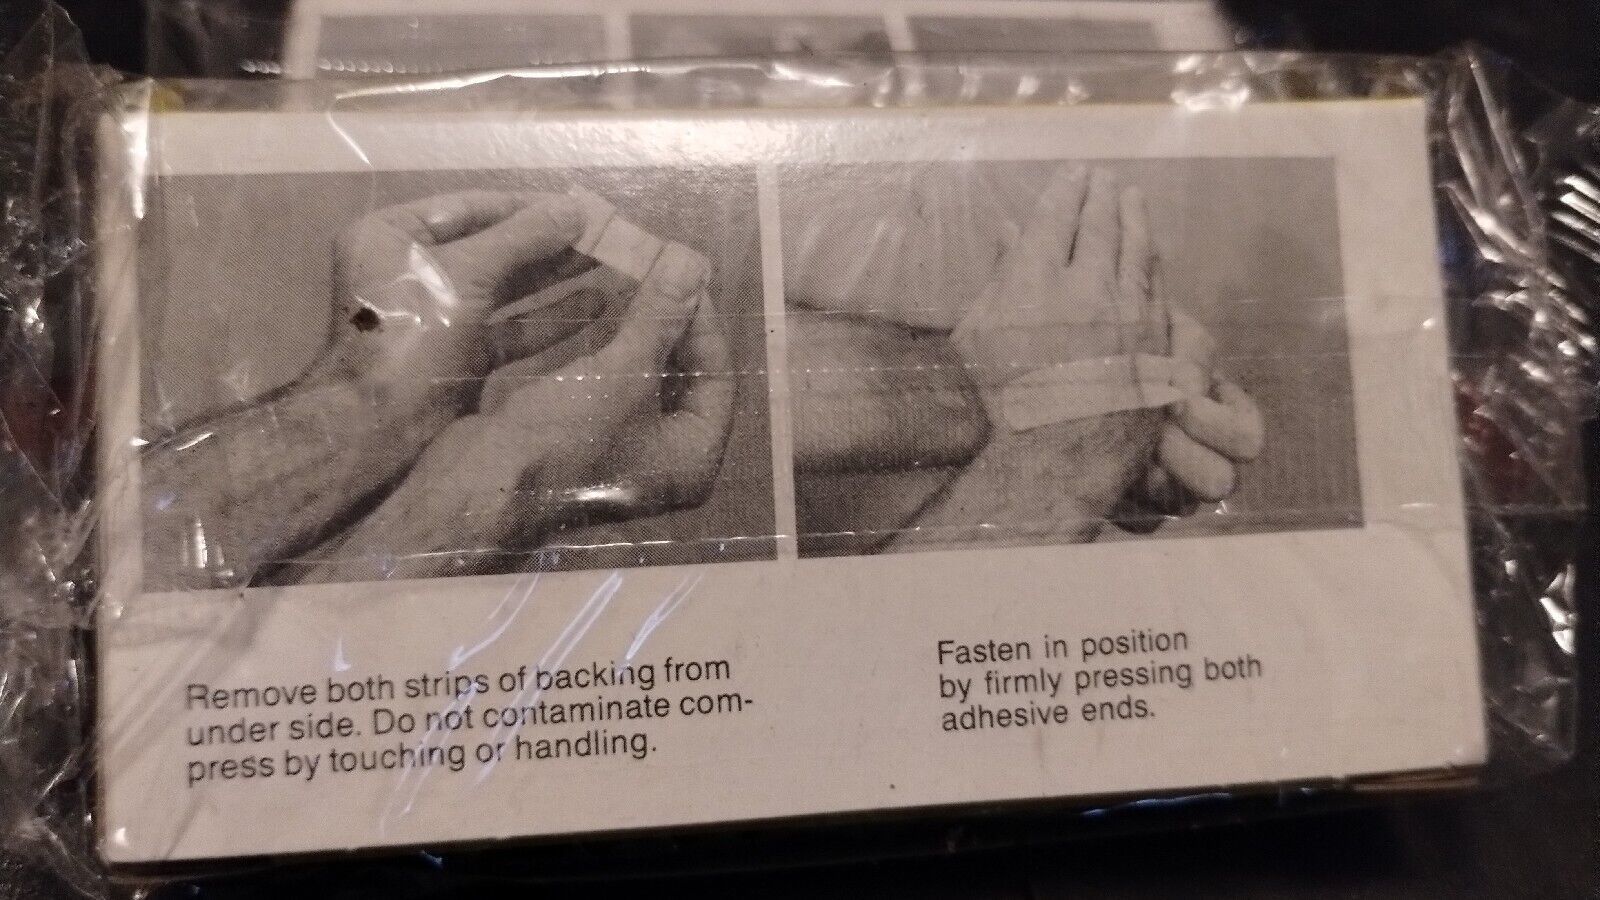 Remove both strips of backing from
under side. Do not contaminate com-
press by touching or handling.
Fasten in position
by firmly pressing both
adhesive ends.